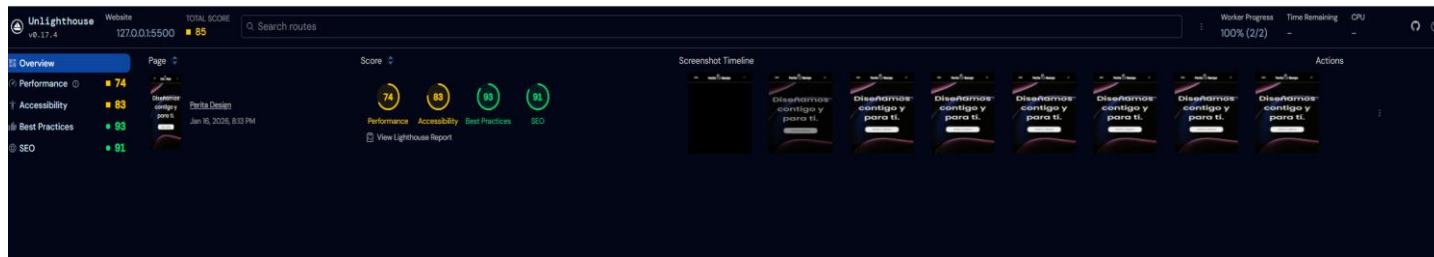 Unlighthouse
v0.17.4
Website
127.0.0.1:5500
TOTAL SCORE
85
Search routes
Worker Progress
100% (2/2)
Time Remaining
–
CPU
–
Overview
Performance 74
Accessibility 83
Best Practices 93
SEO 91
Page
Score
Screenshot Timeline
Actions
Diseñamos
contigo y
para ti.
Perita Design
Jan 16, 2026, 8:13 PM
74
Performance
83
Accessibility
93
Best Practices
91
SEO
View Lighthouse Report
Diseñamos
contigo y
para ti.
Diseñamos
contigo y
para ti.
Diseñamos
contigo y
para ti.
Diseñamos
contigo y
para ti.
Diseñamos
contigo y
para ti.
Diseñamos
contigo y
para ti.
Diseñamos
contigo y
para ti.